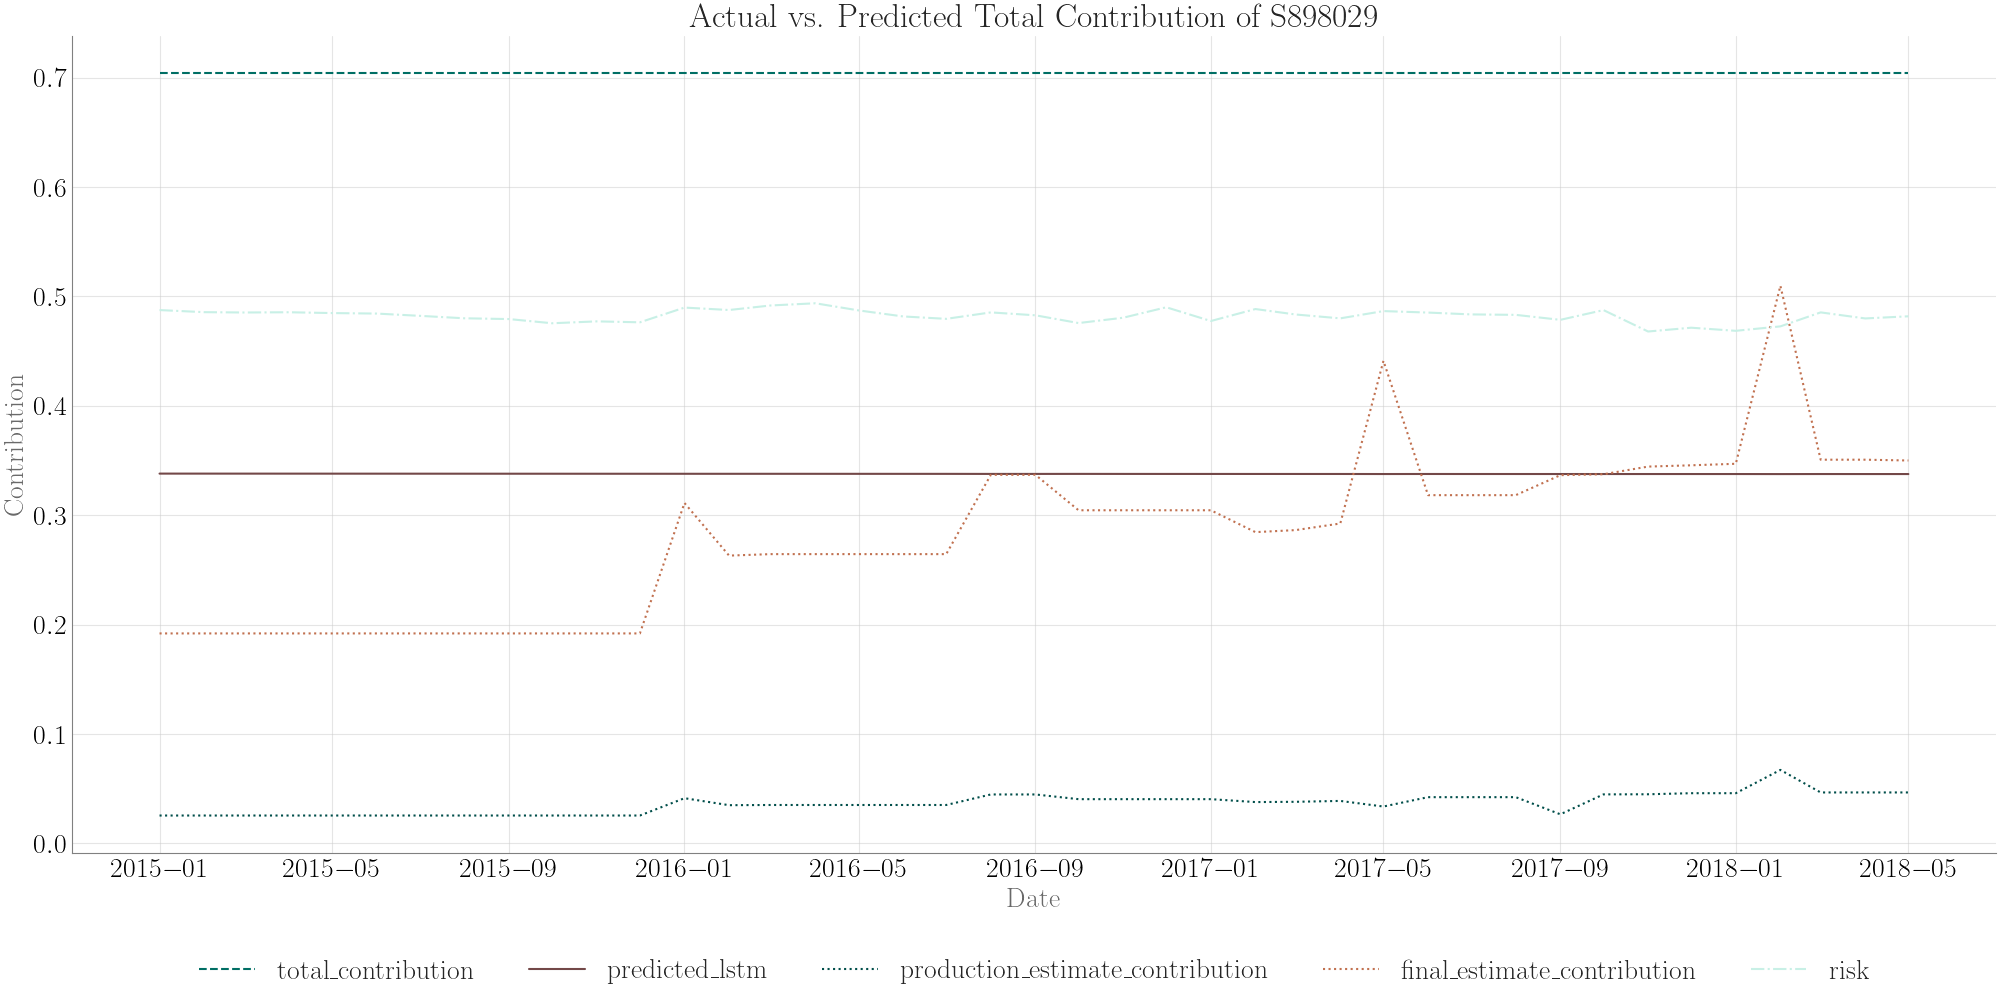 Actual vs. Predicted Total Contribution of S898029
Contribution
0.7
0.6
0.5
0.4
0.3
0.2
0.1
0.0
2015−01 2015−05 2015−09 2016−01 2016−05 2016−09 2017−01 2017−05 2017−09 2018−01 2018−05
Date
total_contribution predicted_lstm production_estimate_contribution final_estimate_contribution risk